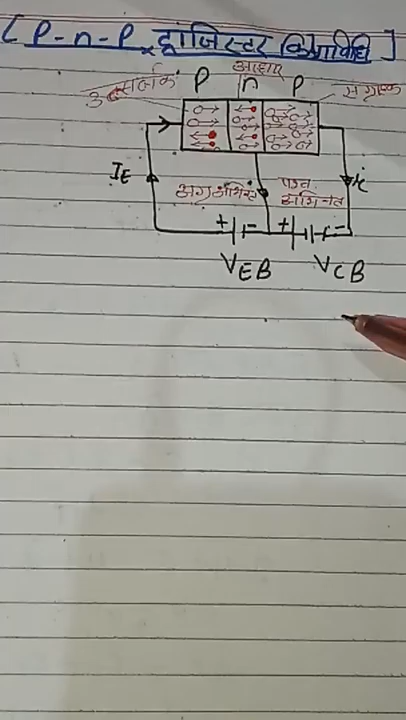 [ P-n-P ट्रांजिस्टर क्रियाविधि ]
उत्सर्जक P आधार n P संग्राहक
IE
अग्रअभिनत पश्च अभिनत
ic
+ - + -
VEB VCB